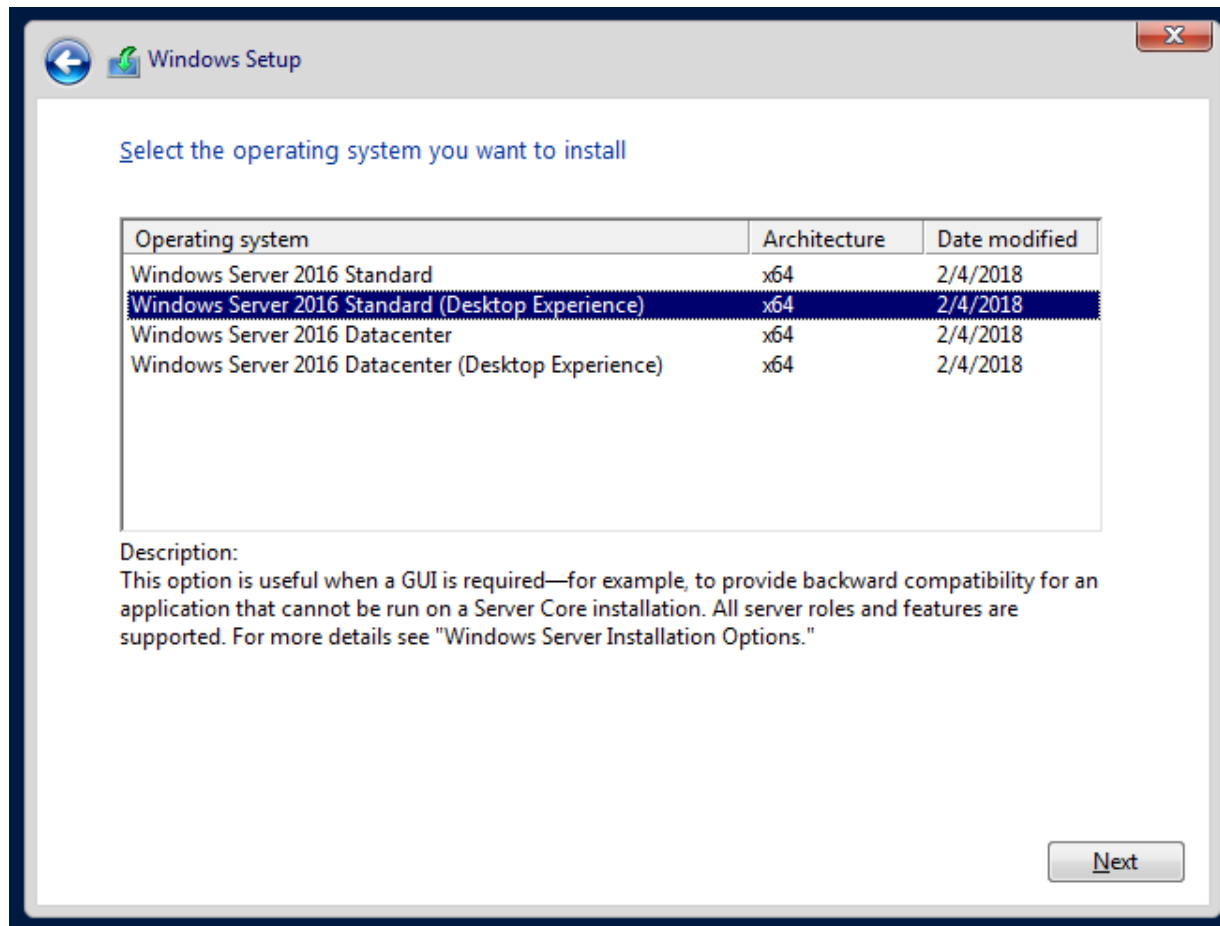 Windows Setup
Select the operating system you want to install
Operating system Architecture Date modified
Windows Server 2016 Standard x64 2/4/2018
Windows Server 2016 Standard (Desktop Experience) x64 2/4/2018
Windows Server 2016 Datacenter x64 2/4/2018
Windows Server 2016 Datacenter (Desktop Experience) x64 2/4/2018
Description:
This option is useful when a GUI is required—for example, to provide backward compatibility for an
application that cannot be run on a Server Core installation. All server roles and features are
supported. For more details see "Windows Server Installation Options."
Next